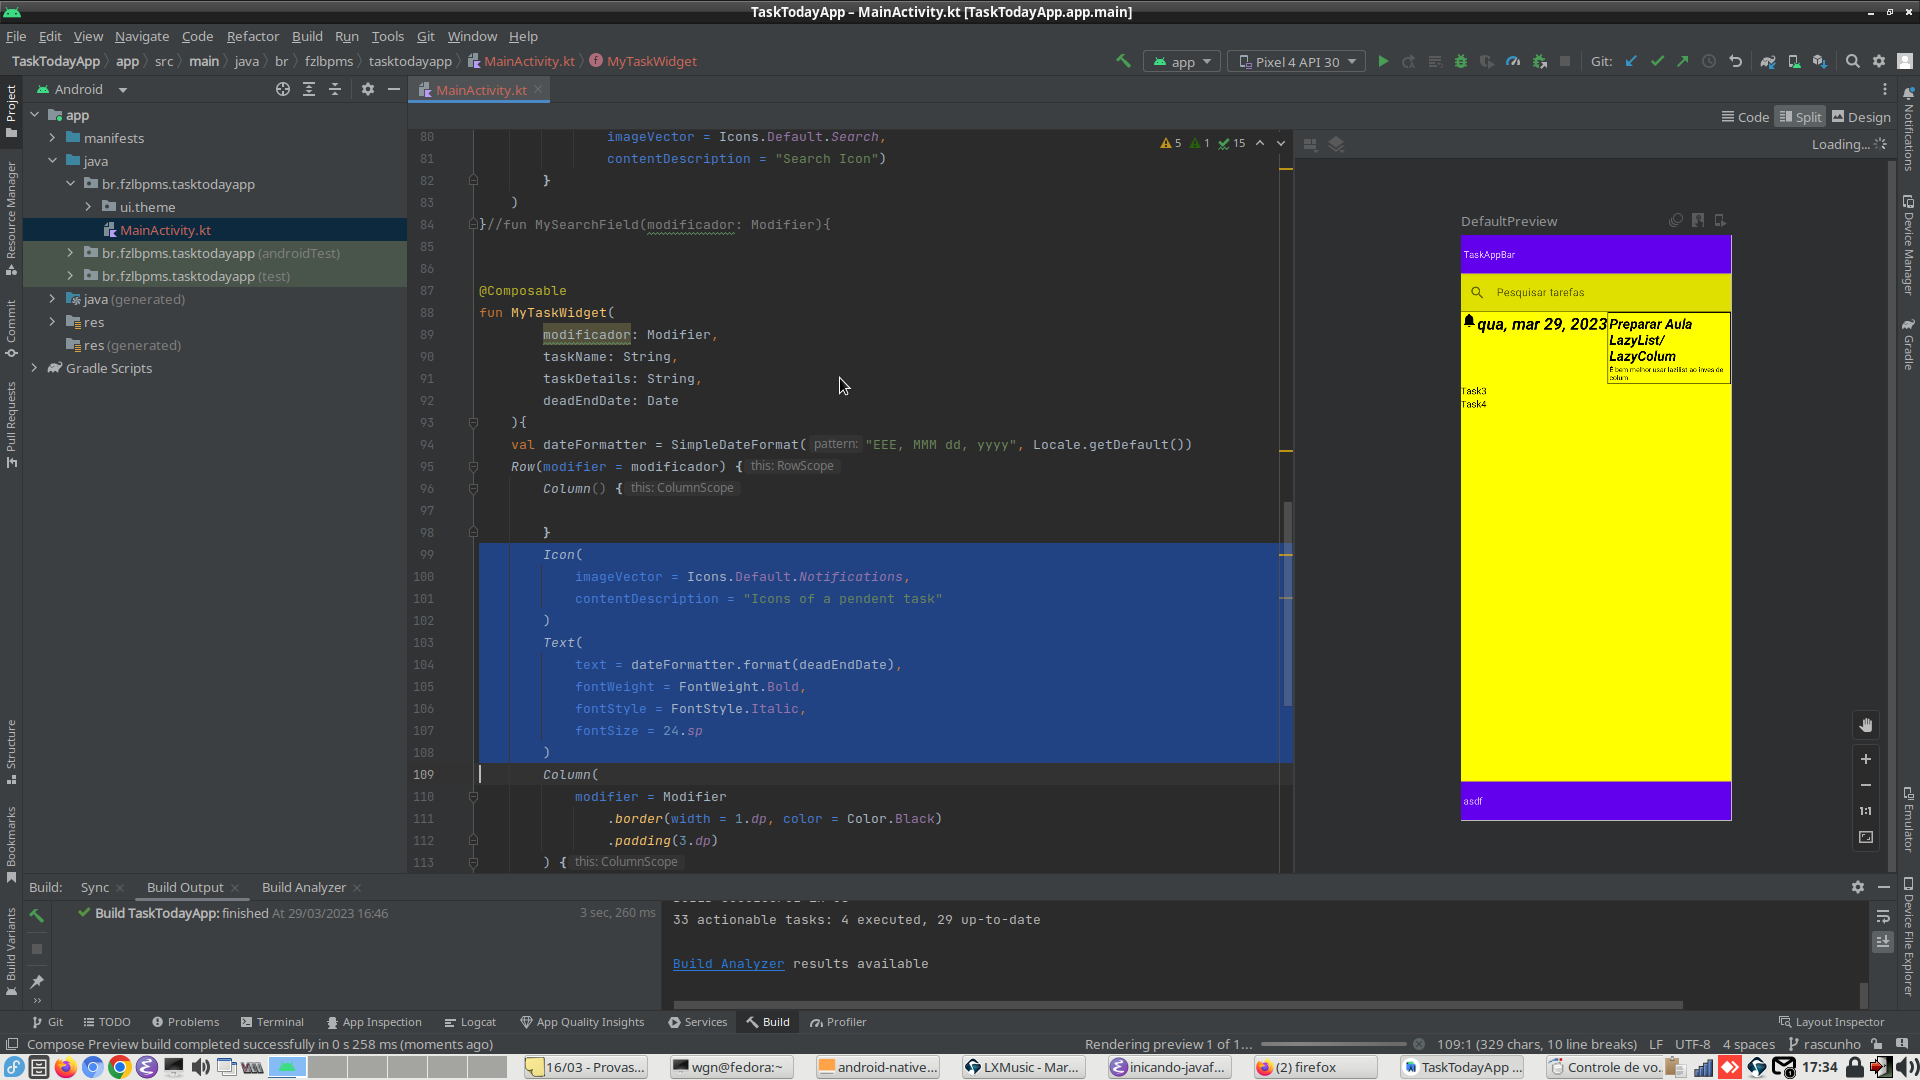 TaskTodayApp – MainActivity.kt [TaskTodayApp.app.main]
File Edit View Navigate Code Refactor Build Run Tools Git Window Help
TaskTodayApp app src main java br fzlbpms tasktodayapp MainActivity.kt MyTaskWidget
app Pixel 4 API 30 Git:
Android
MainActivity.kt
Code Split Design
Project
Resource Manager
Commit
Pull Requests
Structure
Bookmarks
Build Variants
app
manifests
java
br.fzlbpms.tasktodayapp
ui.theme
MainActivity.kt
br.fzlbpms.tasktodayapp (androidTest)
br.fzlbpms.tasktodayapp (test)
java (generated)
res
res (generated)
Gradle Scripts
5 1 15
80 imageVector = Icons.Default.Search,
81 contentDescription = "Search Icon")
82 }
83 )
84 }//fun MySearchField(modificador: Modifier){
85
86
87 @Composable
88 fun MyTaskWidget(
89 modificador: Modifier,
90 taskName: String,
91 taskDetails: String,
92 deadEndDate: Date
93 ){
94 val dateFormatter = SimpleDateFormat( pattern: "EEE, MMM dd, yyyy", Locale.getDefault())
95 Row(modifier = modificador) { this: RowScope
96 Column() { this: ColumnScope
97
98 }
99 Icon(
100 imageVector = Icons.Default.Notifications,
101 contentDescription = "Icons of a pendent task"
102 )
103 Text(
104 text = dateFormatter.format(deadEndDate),
105 fontWeight = FontWeight.Bold,
106 fontStyle = FontStyle.Italic,
107 fontSize = 24.sp
108 )
109 Column(
110 modifier = Modifier
111 .border(width = 1.dp, color = Color.Black)
112 .padding(3.dp)
113 ) { this: ColumnScope
Loading...
DefaultPreview
TaskAppBar
Pesquisar tarefas
qua, mar 29, 2023
Preparar Aula
LazyList/
LazyColum
É bem melhor usar lazilist ao inves de
colum
Task3
Task4
asdf
1:1
Notifications
Device Manager
Gradle
Emulator
Device File Explorer
Build: Sync Build Output Build Analyzer
Build TaskTodayApp: finished At 29/03/2023 16:46 3 sec, 260 ms
33 actionable tasks: 4 executed, 29 up-to-date
Build Analyzer results available
Git TODO Problems Terminal App Inspection Logcat App Quality Insights Services Build Profiler Layout Inspector
Compose Preview build completed successfully in 0 s 258 ms (moments ago)
Rendering preview 1 of 1... 109:1 (329 chars, 10 line breaks) LF UTF-8 4 spaces rascunho
16/03 - Provas... wgn@fedora:~ android-native... LXMusic - Mar... inicando-javaf... (2) firefox TaskTodayApp ... Controle de vo... 17:34